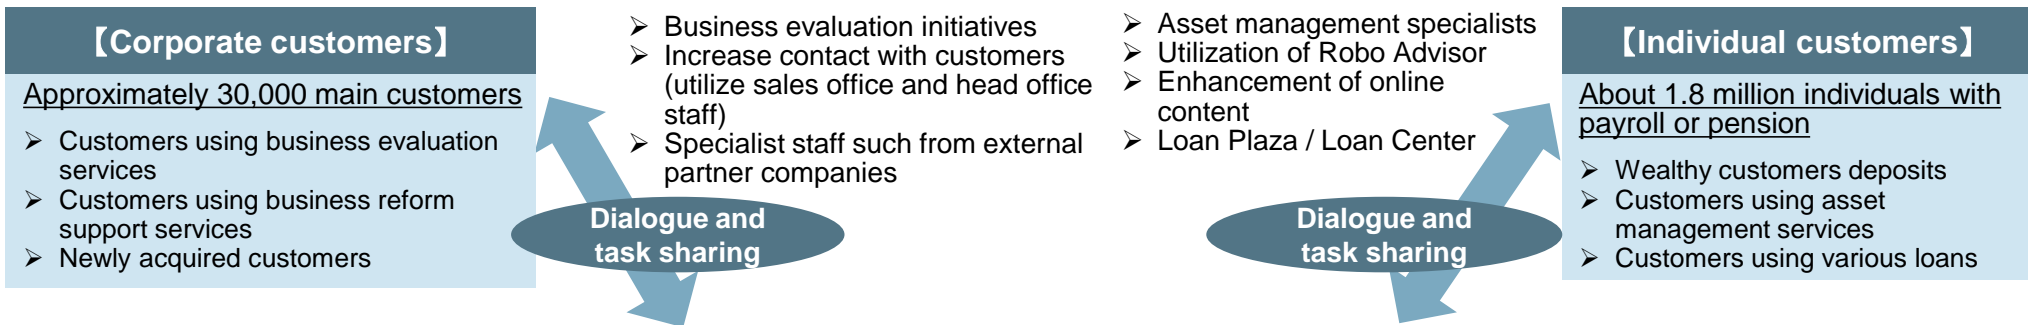 【Corporate customers】
Approximately 30,000 main customers
➢ Customers using business evaluation
services
➢ Customers using business reform
support services
➢ Newly acquired customers
➢ Business evaluation initiatives
➢ Increase contact with customers
(utilize sales office and head office
staff)
➢ Specialist staff such from external
partner companies
Dialogue and
task sharing
➢ Asset management specialists
➢ Utilization of Robo Advisor
➢ Enhancement of online
content
➢ Loan Plaza / Loan Center
Dialogue and
task sharing
【Individual customers】
About 1.8 million individuals with
payroll or pension
➢ Wealthy customers deposits
➢ Customers using asset
management services
➢ Customers using various loans